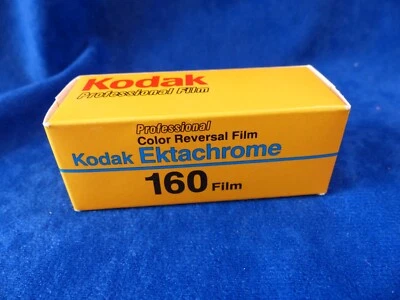 Kodak
Professional Film
Professional
Color Reversal Film
Kodak Ektachrome
160 Film